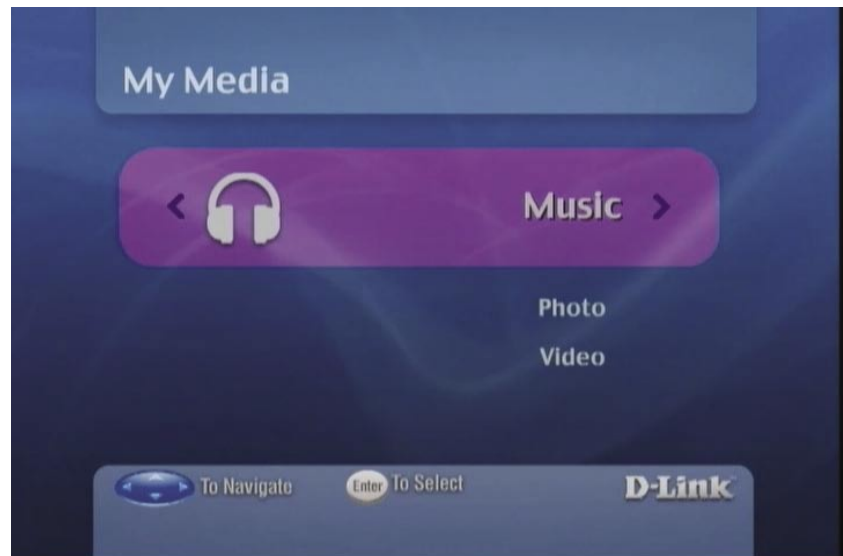 My Media
Music
Photo
Video
To Navigate
Enter To Select
D-Link